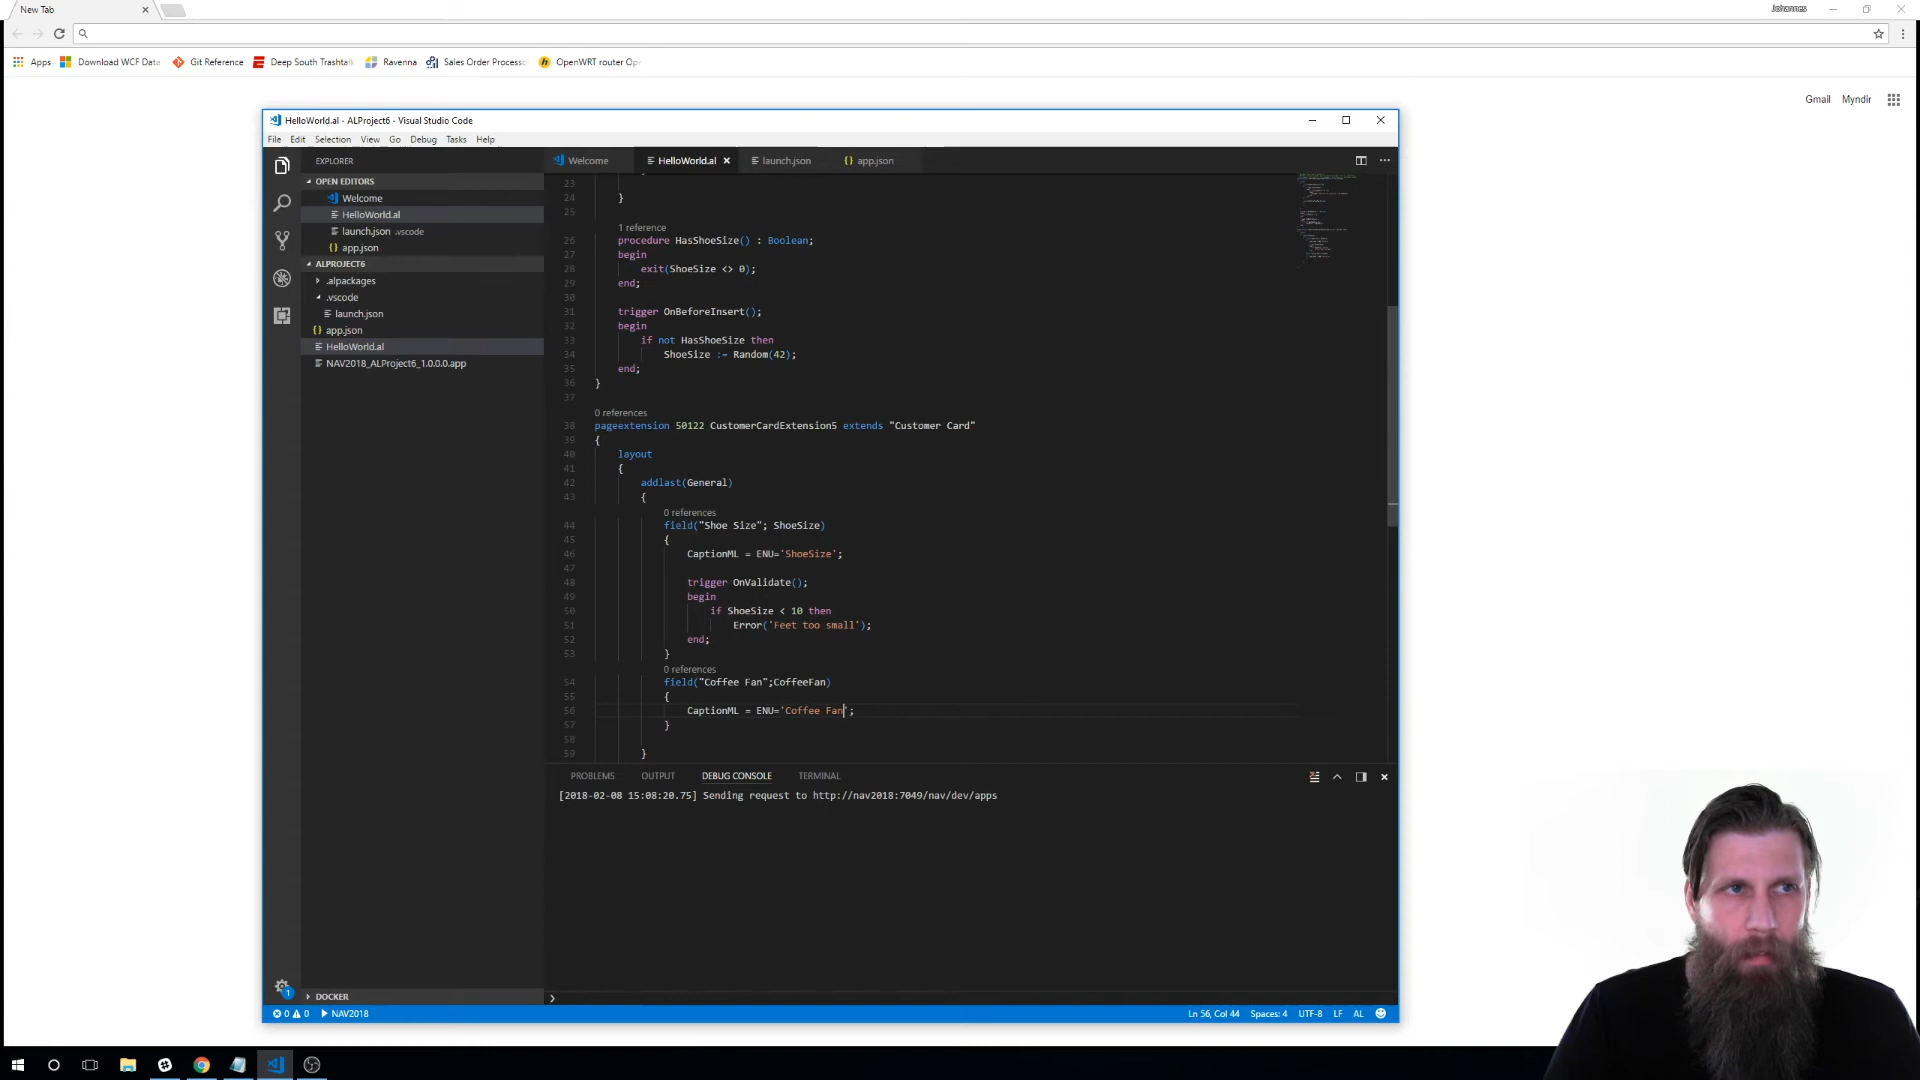 New Tab
Johannes
Apps
Download WCF Data
Git Reference
Deep South Trashtalk
Ravenna
Sales Order Processo
OpenWRT router Ope
Gmail
Myndir
HelloWorld.al - ALProject6 - Visual Studio Code
File Edit Selection View Go Debug Tasks Help
EXPLORER
OPEN EDITORS
Welcome
HelloWorld.al
launch.json .vscode
{} app.json
ALPROJECT6
.alpackages
.vscode
launch.json
{} app.json
HelloWorld.al
NAV2018_ALProject6_1.0.0.0.app
DOCKER
Welcome
HelloWorld.al
launch.json
{} app.json
23
24 }
25
1 reference
26 procedure HasShoeSize() : Boolean;
27 begin
28 exit(ShoeSize <> 0);
29 end;
30
31 trigger OnBeforeInsert();
32 begin
33 if not HasShoeSize then
34 ShoeSize := Random(42);
35 end;
36 }
37
0 references
38 pageextension 50122 CustomerCardExtension5 extends "Customer Card"
39 {
40 layout
41 {
42 addlast(General)
43 {
0 references
44 field("Shoe Size"; ShoeSize)
45 {
46 CaptionML = ENU='ShoeSize';
47
48 trigger OnValidate();
49 begin
50 if ShoeSize < 10 then
51 Error('Feet too small');
52 end;
53 }
0 references
54 field("Coffee Fan";CoffeeFan)
55 {
56 CaptionML = ENU='Coffee Fan';
57 }
58
59 }
PROBLEMS OUTPUT DEBUG CONSOLE TERMINAL
[2018-02-08 15:08:20.75] Sending request to http://nav2018:7049/nav/dev/apps
1
0 0 NAV2018
Ln 56, Col 44 Spaces: 4 UTF-8 LF AL